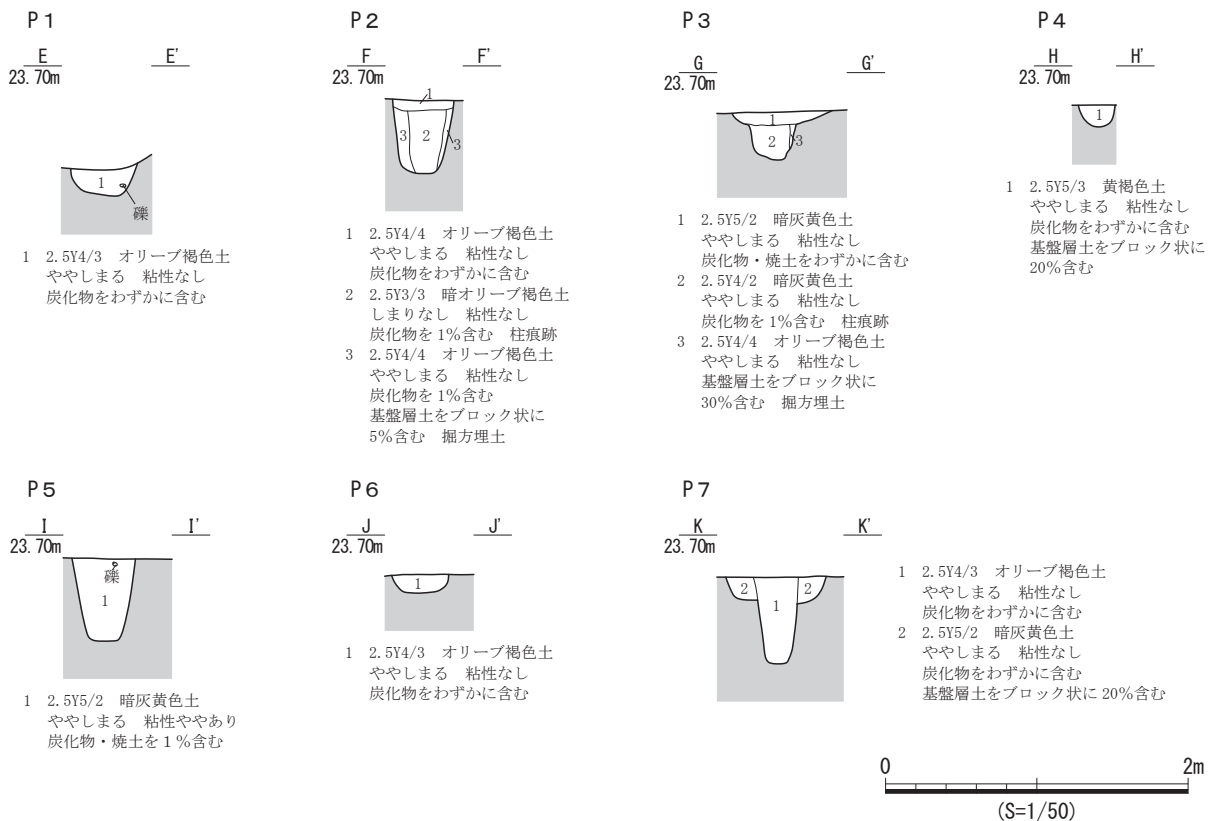 P1
E E'
23.70m
1
礫
1 2.5Y4/3 オリーブ褐色土
ややしまる 粘性なし
炭化物をわずかに含む
P2
F F'
23.70m
1
3 2 3
1 2.5Y4/4 オリーブ褐色土
ややしまる 粘性なし
炭化物をわずかに含む
2 2.5Y3/3 暗オリーブ褐色土
しまりなし 粘性なし
炭化物を1%含む 柱痕跡
3 2.5Y4/4 オリーブ褐色土
ややしまる 粘性なし
炭化物を1%含む
基盤層土をブロック状に
5%含む 掘方埋土
P3
G G'
23.70m
1
2 3
1 2.5Y5/2 暗灰黄色土
ややしまる 粘性なし
炭化物・焼土をわずかに含む
2 2.5Y4/2 暗灰黄色土
ややしまる 粘性なし
炭化物を1%含む 柱痕跡
3 2.5Y4/4 オリーブ褐色土
ややしまる 粘性なし
基盤層土をブロック状に
30%含む 掘方埋土
P4
H H'
23.70m
1
1 2.5Y5/3 黄褐色土
ややしまる 粘性なし
炭化物をわずかに含む
基盤層土をブロック状に
20%含む
P5
I I'
23.70m
礫
1
1 2.5Y5/2 暗灰黄色土
ややしまる 粘性ややあり
炭化物・焼土を1%含む
P6
J J'
23.70m
1
1 2.5Y4/3 オリーブ褐色土
ややしまる 粘性なし
炭化物をわずかに含む
P7
K K'
23.70m
2 1 2
1 2.5Y4/3 オリーブ褐色土
ややしまる 粘性なし
炭化物をわずかに含む
2 2.5Y5/2 暗灰黄色土
ややしまる 粘性なし
炭化物をわずかに含む
基盤層土をブロック状に20%含む
0 2m
(S=1/50)